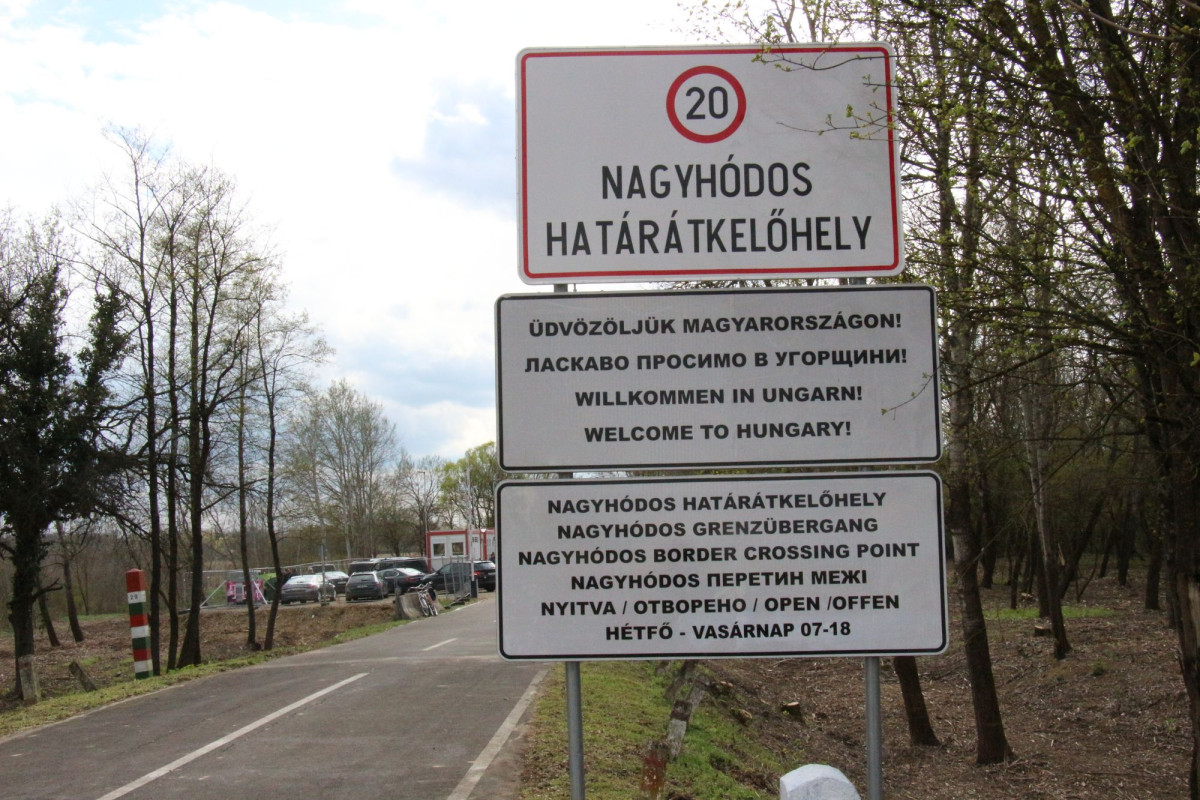 20
NAGYHÓDOS
HATÁRÁTKELŐHELY
ÜDVÖZÖLJÜK MAGYARORSZÁGON!
ЛАСКАВО ПРОСИМО В УГОРЩИНИ!
WILLKOMMEN IN UNGARN!
WELCOME TO HUNGARY!
NAGYHÓDOS HATÁRÁTKELŐHELY
NAGYHÓDOS GRENZÜBERGANG
NAGYHÓDOS BORDER CROSSING POINT
NAGYHÓDOS ПЕРЕТИН МЕЖІ
NYITVA / ОТВОРЕНО / OPEN /OFFEN
HÉTFŐ - VASÁRNAP 07-18